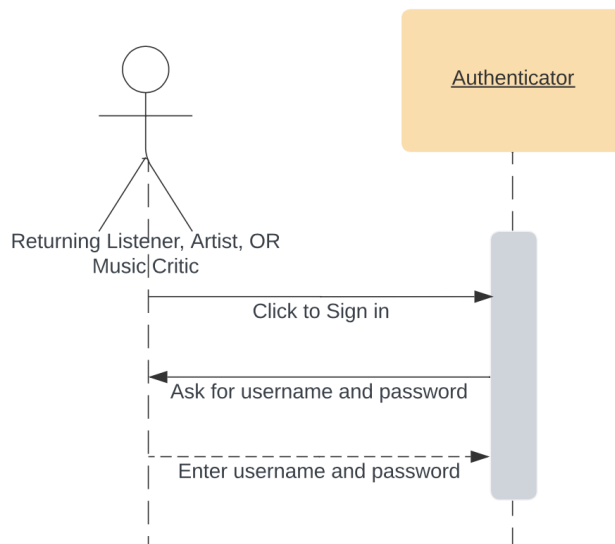 Authenticator
Returning Listener, Artist, OR
Music Critic
Click to Sign in
Ask for username and password
Enter username and password